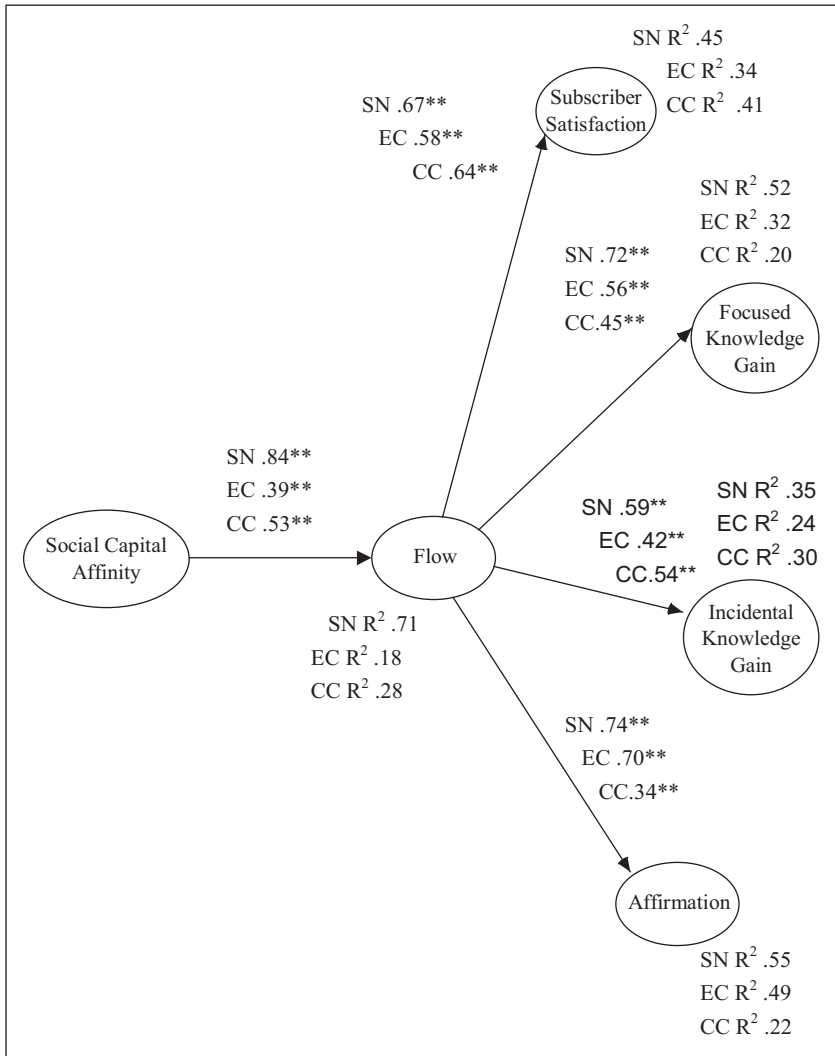 SN R² .45
EC R² .34
CC R² .41
Subscriber
Satisfaction
SN .67**
EC .58**
CC .64**
SN R² .52
EC R² .32
CC R² .20
SN .72**
EC .56**
CC.45**
Focused
Knowledge
Gain
SN .84**
EC .39**
CC .53**
Social Capital
Affinity
Flow
SN R² .71
EC R² .18
CC R² .28
SN .59**
EC .42**
CC.54**
SN R² .35
EC R² .24
CC R² .30
Incidental
Knowledge
Gain
SN .74**
EC .70**
CC.34**
Affirmation
SN R² .55
EC R² .49
CC R² .22